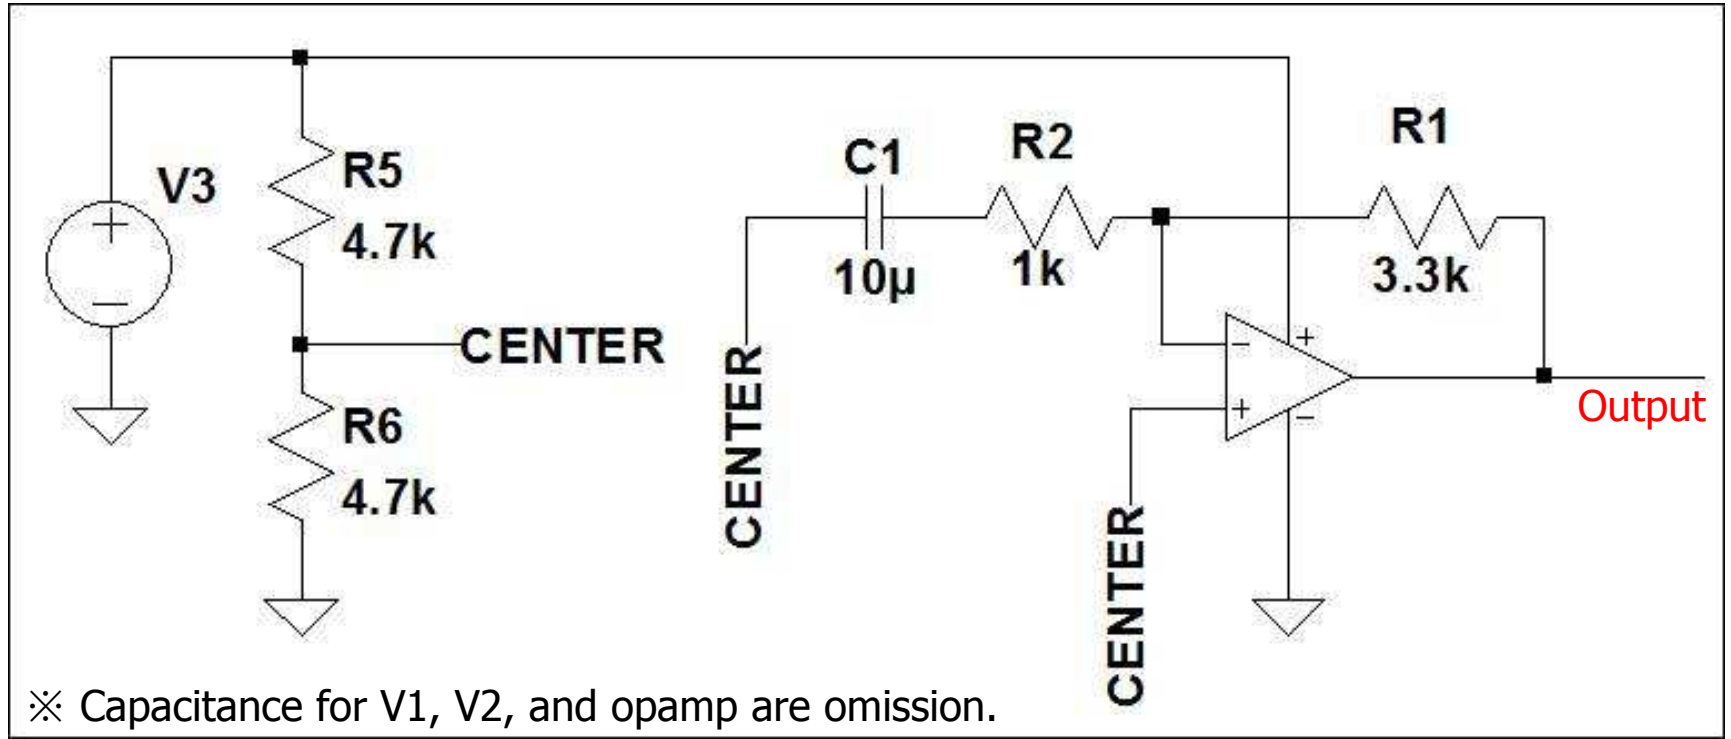 V3
R5
4.7k
CENTER
R6
4.7k
C1
10µ
R2
1k
R1
3.3k
CENTER
CENTER
Output
※ Capacitance for V1, V2, and opamp are omission.